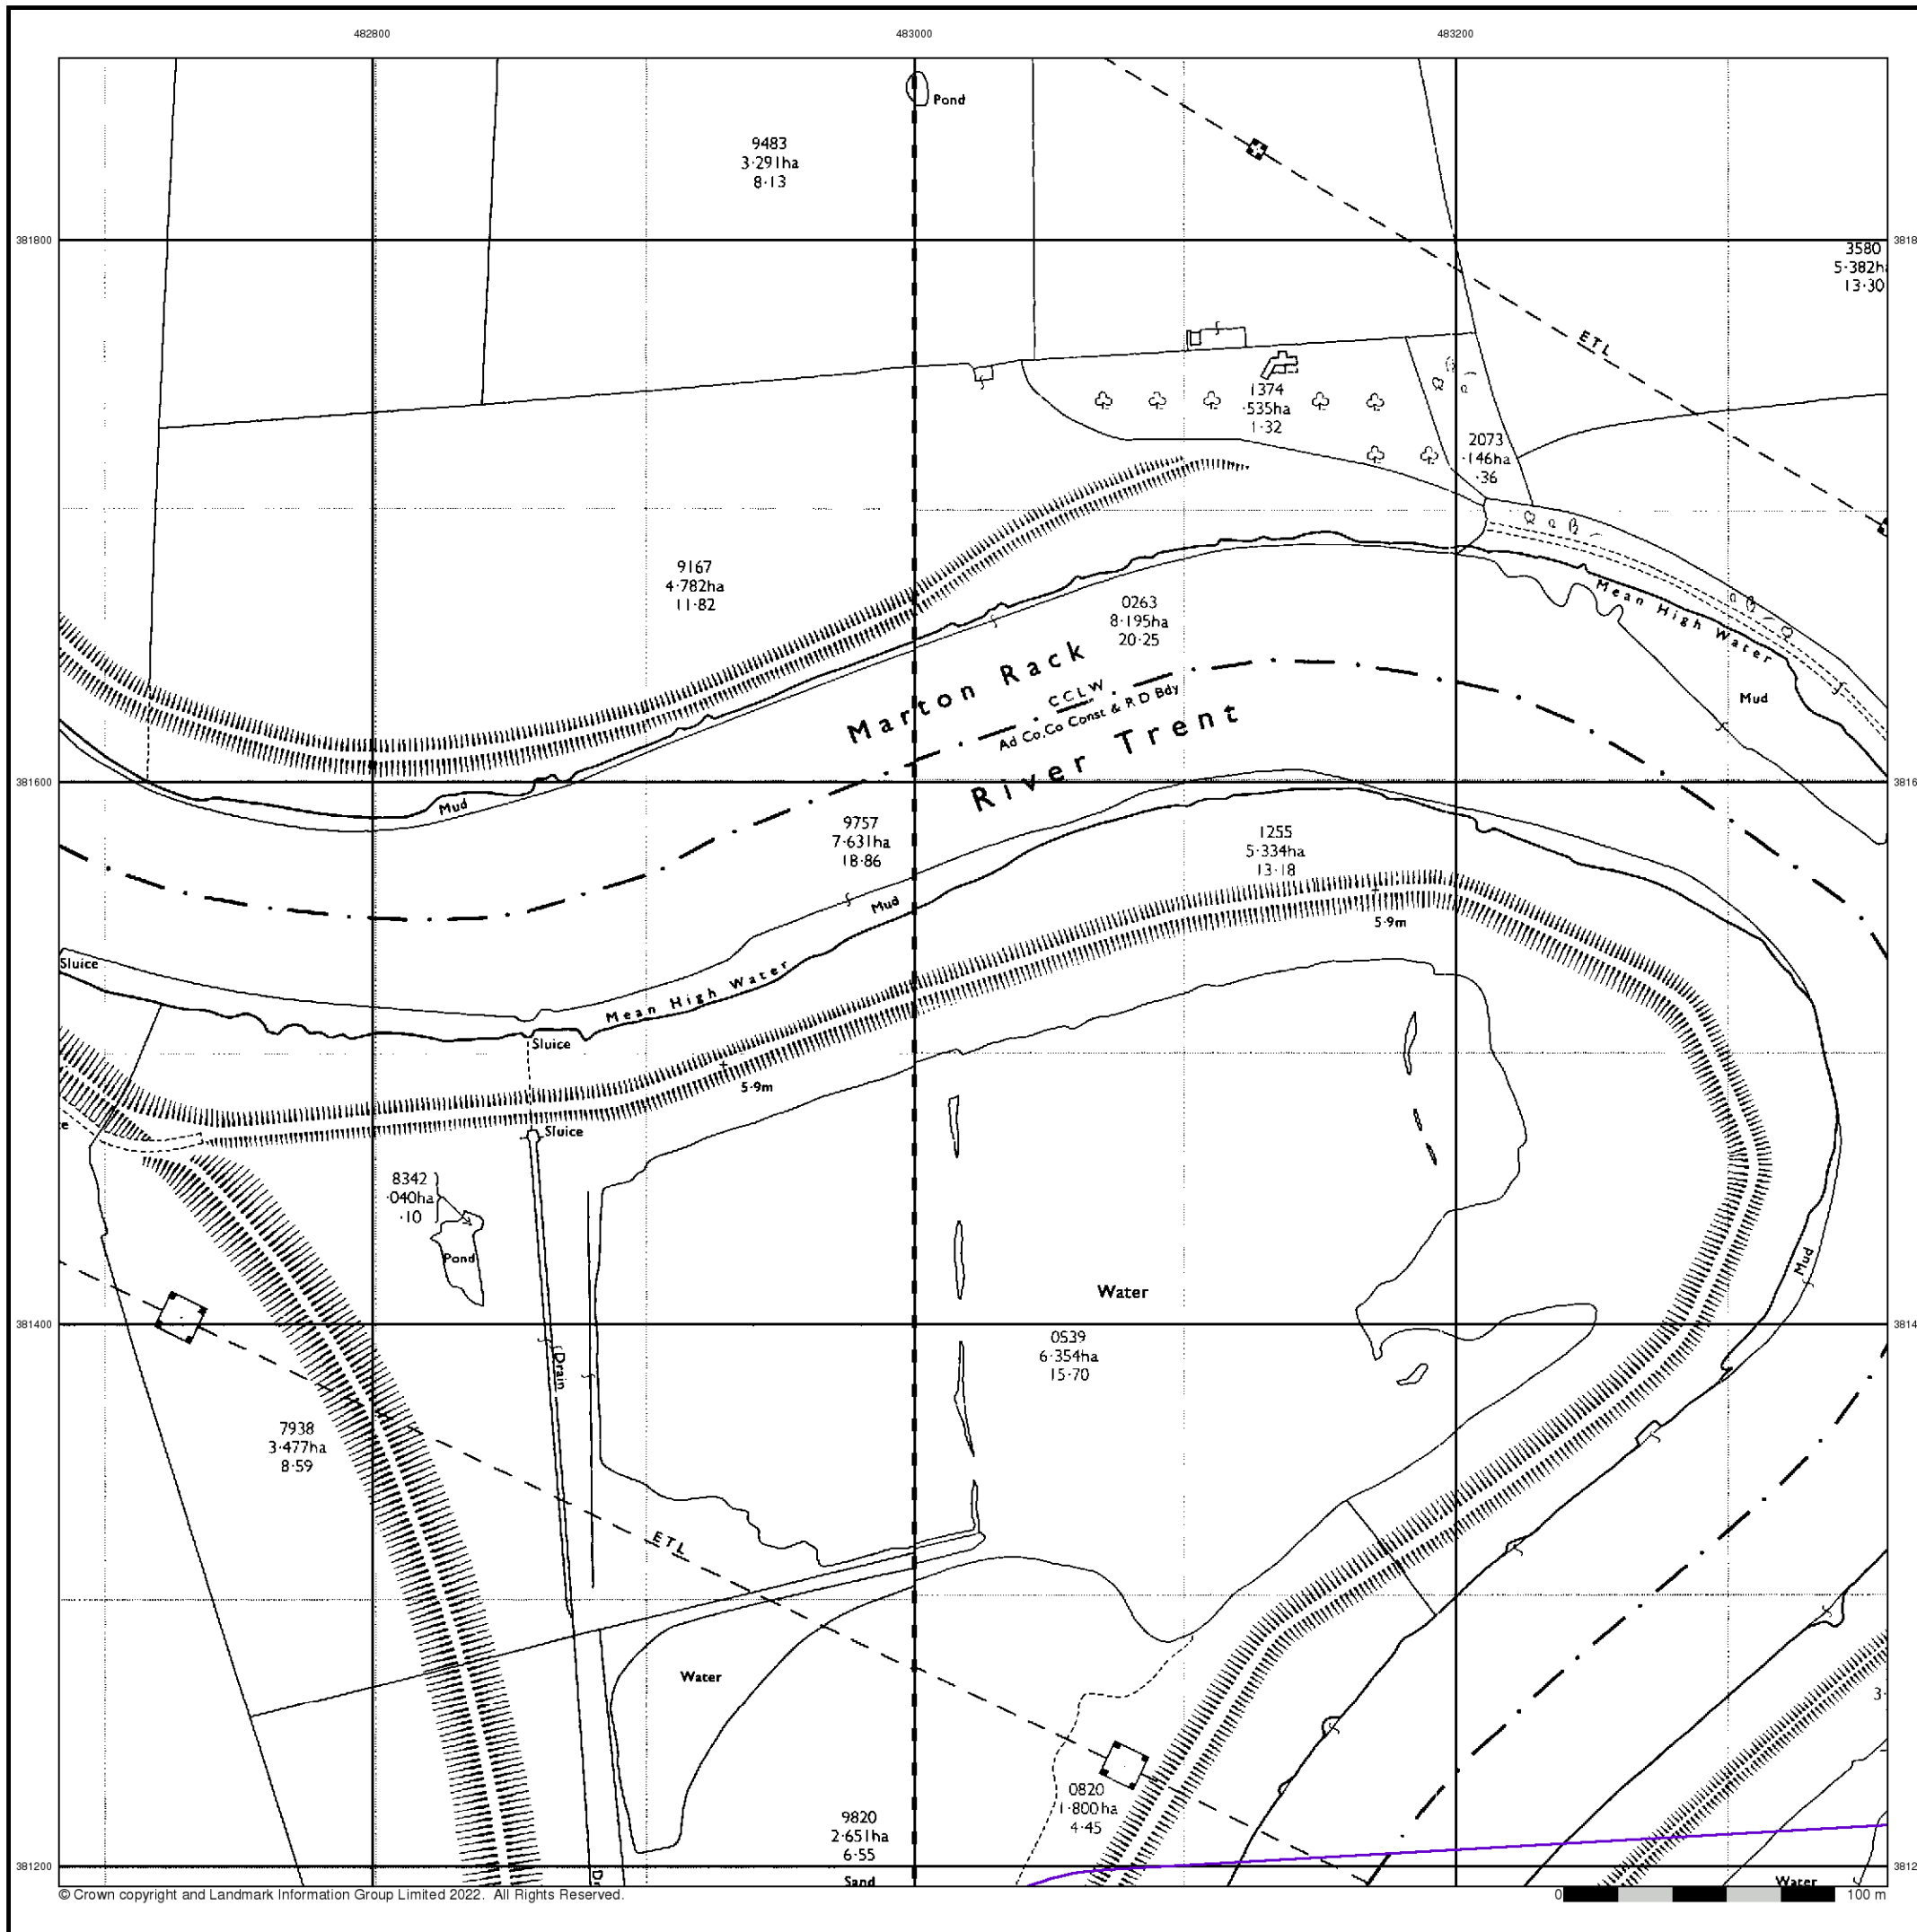 482800
483000
483200
Pond
9483
3·291ha
8·13
381800
3818
3580
5·382h
13·30
ETL
1374
·535ha
1·32
2073
·146ha
·36
9167
4·782ha
11·82
0263
8·195ha
20·25
Mean High Water
Marton Rack
CCLW
Ad Co, Co Const & R D Bdy
River Trent
Mud
381600
3816
Mud
9757
7·631ha
18·86
1255
5·334ha
13·18
Mud
5·9m
Sluice
Mean High Water
Sluice
5·9m
Sluice
8342
·040ha
·10
Pond
Mud
Water
381400
3814
0539
6·354ha
15·70
Drain
7938
3·477ha
8·59
ETL
Water
0820
1·800ha
4·45
9820
2·651ha
6·55
381200
3812
Sand
Water
© Crown copyright and Landmark Information Group Limited 2022. All Rights Reserved.
0
100 m